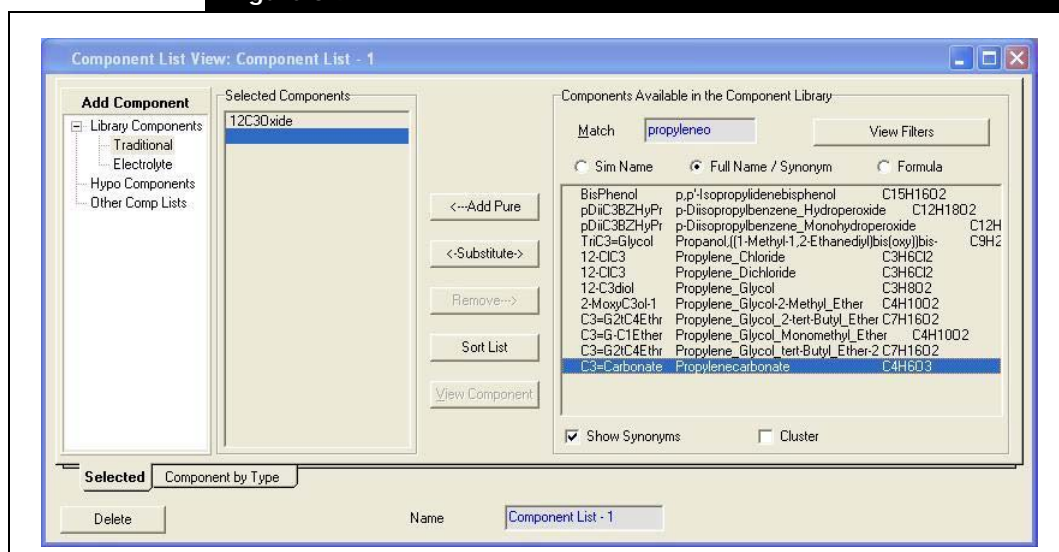 Component List View: Component List - 1
Add Component
Library Components
Traditional
Electrolyte
Hypo Components
Other Comp Lists
Selected Components
12C3Oxide
<---Add Pure
<-Substitute->
Remove--->
Sort List
View Component
Components Available in the Component Library
Match propyleneo View Filters
Sim Name Full Name / Synonym Formula
BisPhenol p,p'-Isopropylidenebisphenol C15H16O2
pDiiC3BZHyPr p-Diisopropylbenzene_Hydroperoxide C12H18O2
pDiiC3BZHyPr p-Diisopropylbenzene_Monohydroperoxide C12H
TriC3=Glycol Propanol,((1-Methyl-1,2-Ethanediyl)bis(oxy))bis- C9H2
12-ClC3 Propylene_Chloride C3H6Cl2
12-ClC3 Propylene_Dichloride C3H6Cl2
12-C3diol Propylene_Glycol C3H8O2
2-MoxyC3ol-1 Propylene_Glycol-2-Methyl_Ether C4H10O2
C3=G2tC4Ethr Propylene_Glycol_2-tert-Butyl_Ether C7H16O2
C3=G-C1Ether Propylene_Glycol_Monomethyl_Ether C4H10O2
C3=G2tC4Ethr Propylene_Glycol_tert-Butyl_Ether-2 C7H16O2
C3=Carbonate Propylenecarbonate C4H6O3
Show Synonyms Cluster
Selected Component by Type
Delete Name Component List - 1